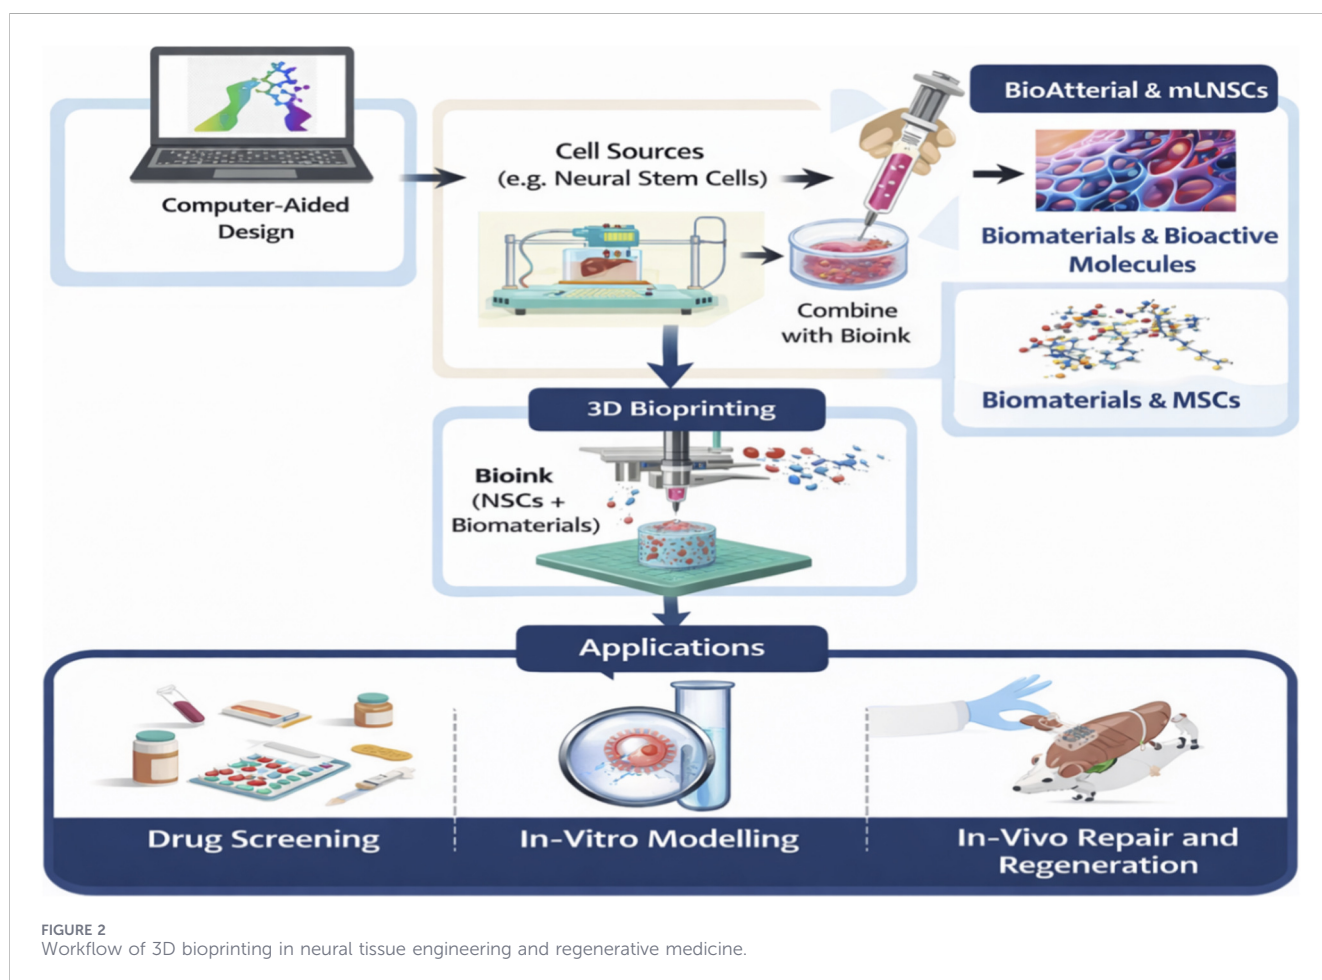 Computer-Aided
Design
Cell Sources
(e.g. Neural Stem Cells)
Combine
with Bioink
BioAtterial & mLNSCs
Biomaterials & Bioactive
Molecules
Biomaterials & MSCs
3D Bioprinting
Bioink
(NSCs +
Biomaterials)
Applications
Drug Screening
In-Vitro Modelling
In-Vivo Repair and
Regeneration
FIGURE 2
Workflow of 3D bioprinting in neural tissue engineering and regenerative medicine.